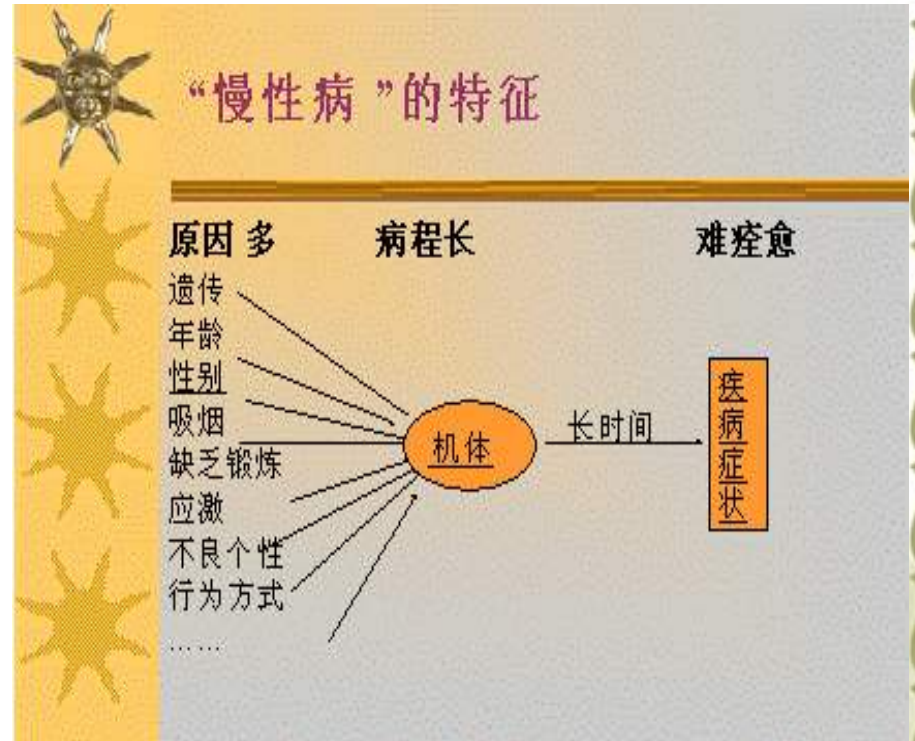 “慢性病 ”的特征
原因 多 病程长 难痊愈
遗传
年龄
性别
吸烟
缺乏锻炼
应激
不良个性
行为方式
……
机体
长时间
疾病症状